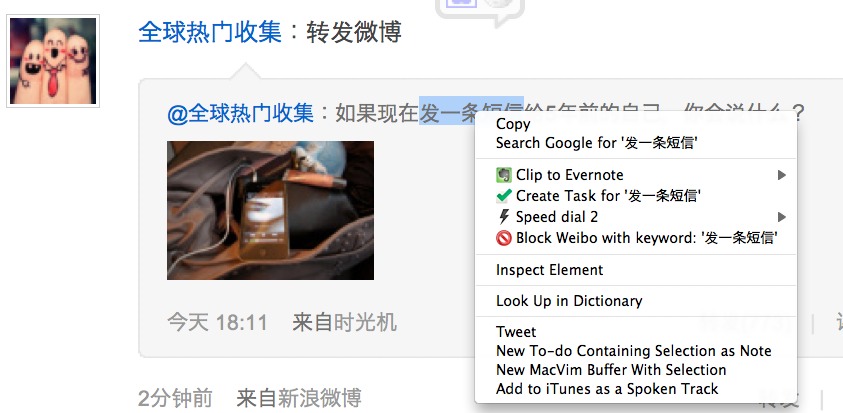 全球热门收集：转发微博
@全球热门收集：如果现在发一条短信给5年前的自己，你会说什么？
Copy
Search Google for '发一条短信'
Clip to Evernote
Create Task for '发一条短信'
Speed dial 2
Block Weibo with keyword: '发一条短信'
Inspect Element
Look Up in Dictionary
今天 18:11 来自时光机
Tweet
New To-do Containing Selection as Note
New MacVim Buffer With Selection
Add to iTunes as a Spoken Track
2分钟前 来自新浪微博 转发